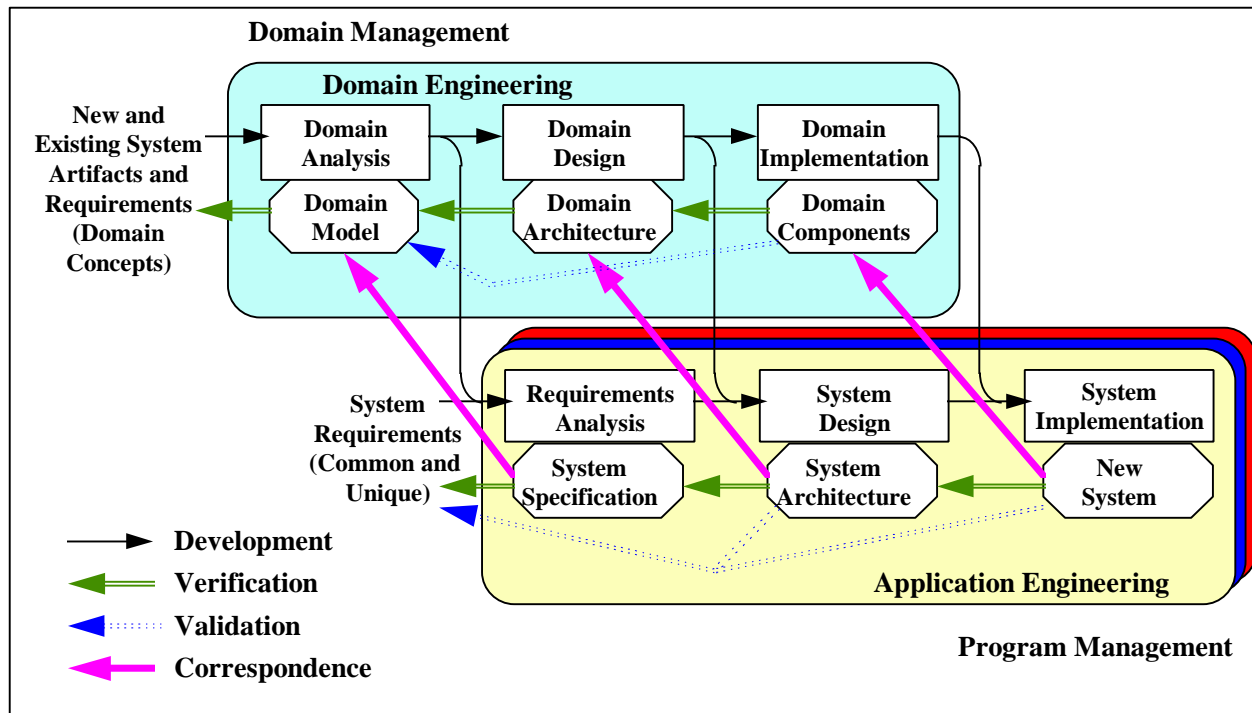 Domain Management
Domain Engineering
New and
Existing System
Artifacts and
Requirements
(Domain
Concepts)
Domain
Analysis
Domain
Design
Domain
Implementation
Domain
Model
Domain
Architecture
Domain
Components
System
Requirements
(Common and
Unique)
Requirements
Analysis
System
Design
System
Implementation
System
Specification
System
Architecture
New
System
Application Engineering
Program Management
Development
Verification
Validation
Correspondence